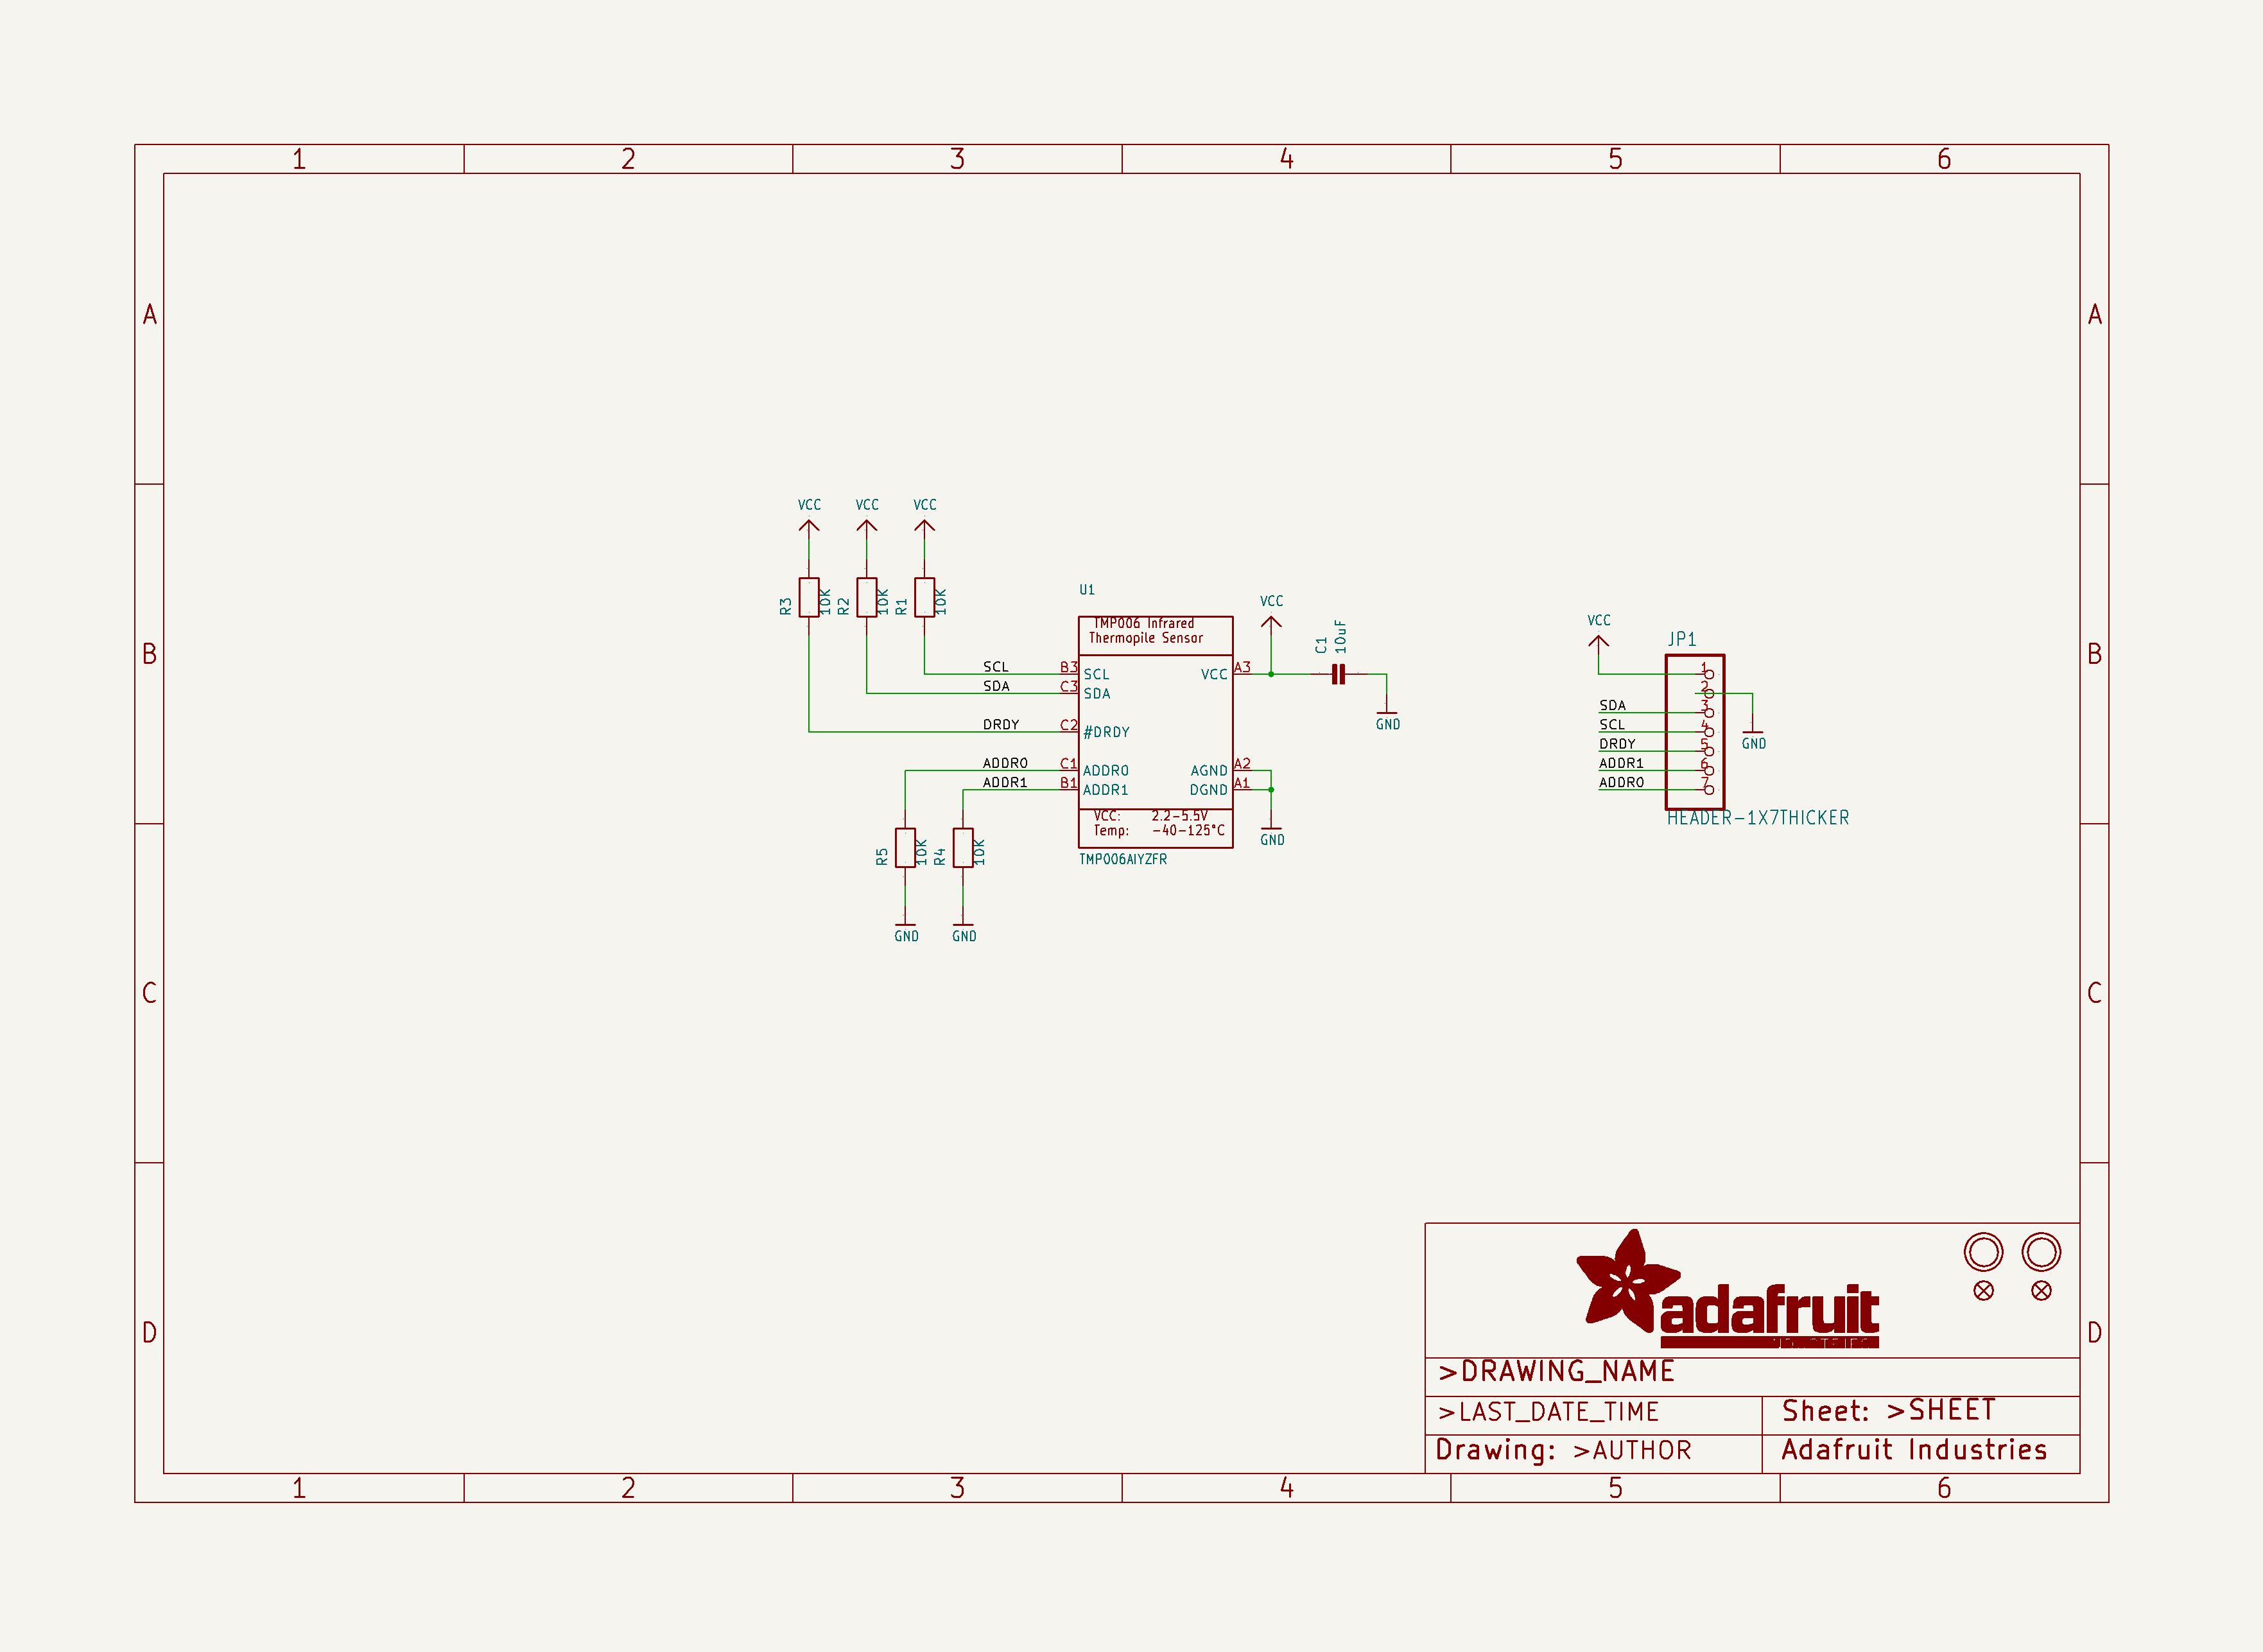 1 2 3 4 5 6
A A
VCC VCC VCC
R3 10K R2 10K R1 10K
U1
TMP006 Infrared
Thermopile Sensor
SCL B3 SCL
SDA C3 SDA
DRDY C2 #DRDY
ADDR0 C1 ADDR0
ADDR1 B1 ADDR1
VCC A3
AGND A2
DGND A1
VCC: 2.2-5.5V
Temp: -40-125°C
TMP006AIYZFR
VCC
C1 10uF
GND
GND
R5 10K R4 10K
GND GND
VCC
JP1
1
2
SDA 3
SCL 4
DRDY 5
ADDR1 6
ADDR0 7
GND
HEADER-1X7THICKER
B B
C C
D D
adafruit
>DRAWING_NAME
>LAST_DATE_TIME
Sheet: >SHEET
Drawing: >AUTHOR
Adafruit Industries
1 2 3 4 5 6